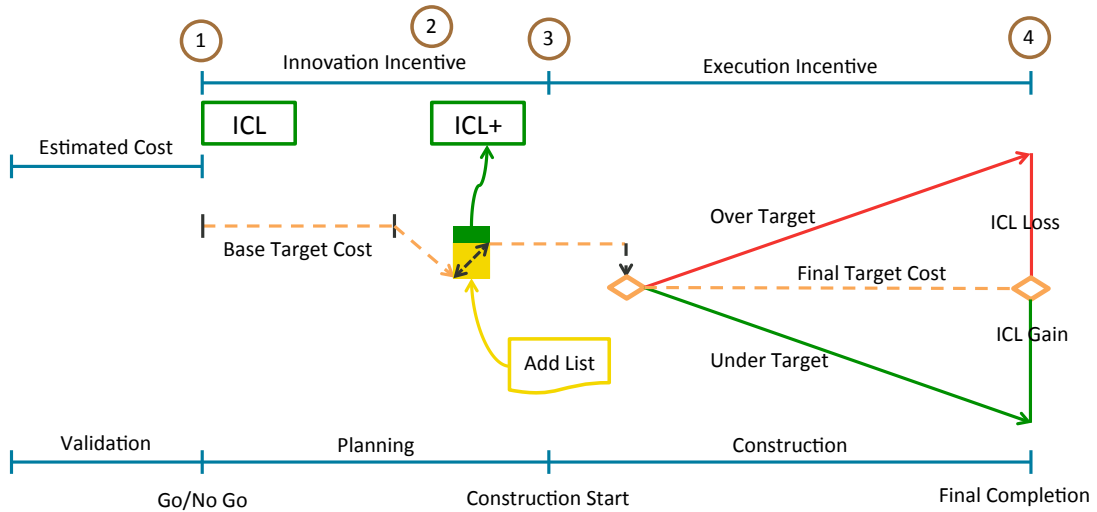 1
2
3
4
Innovation Incentive
Execution Incentive
ICL
ICL+
Estimated Cost
Over Target
ICL Loss
Base Target Cost
Final Target Cost
ICL Gain
Add List
Under Target
Validation
Planning
Construction
Go/No Go
Construction Start
Final Completion